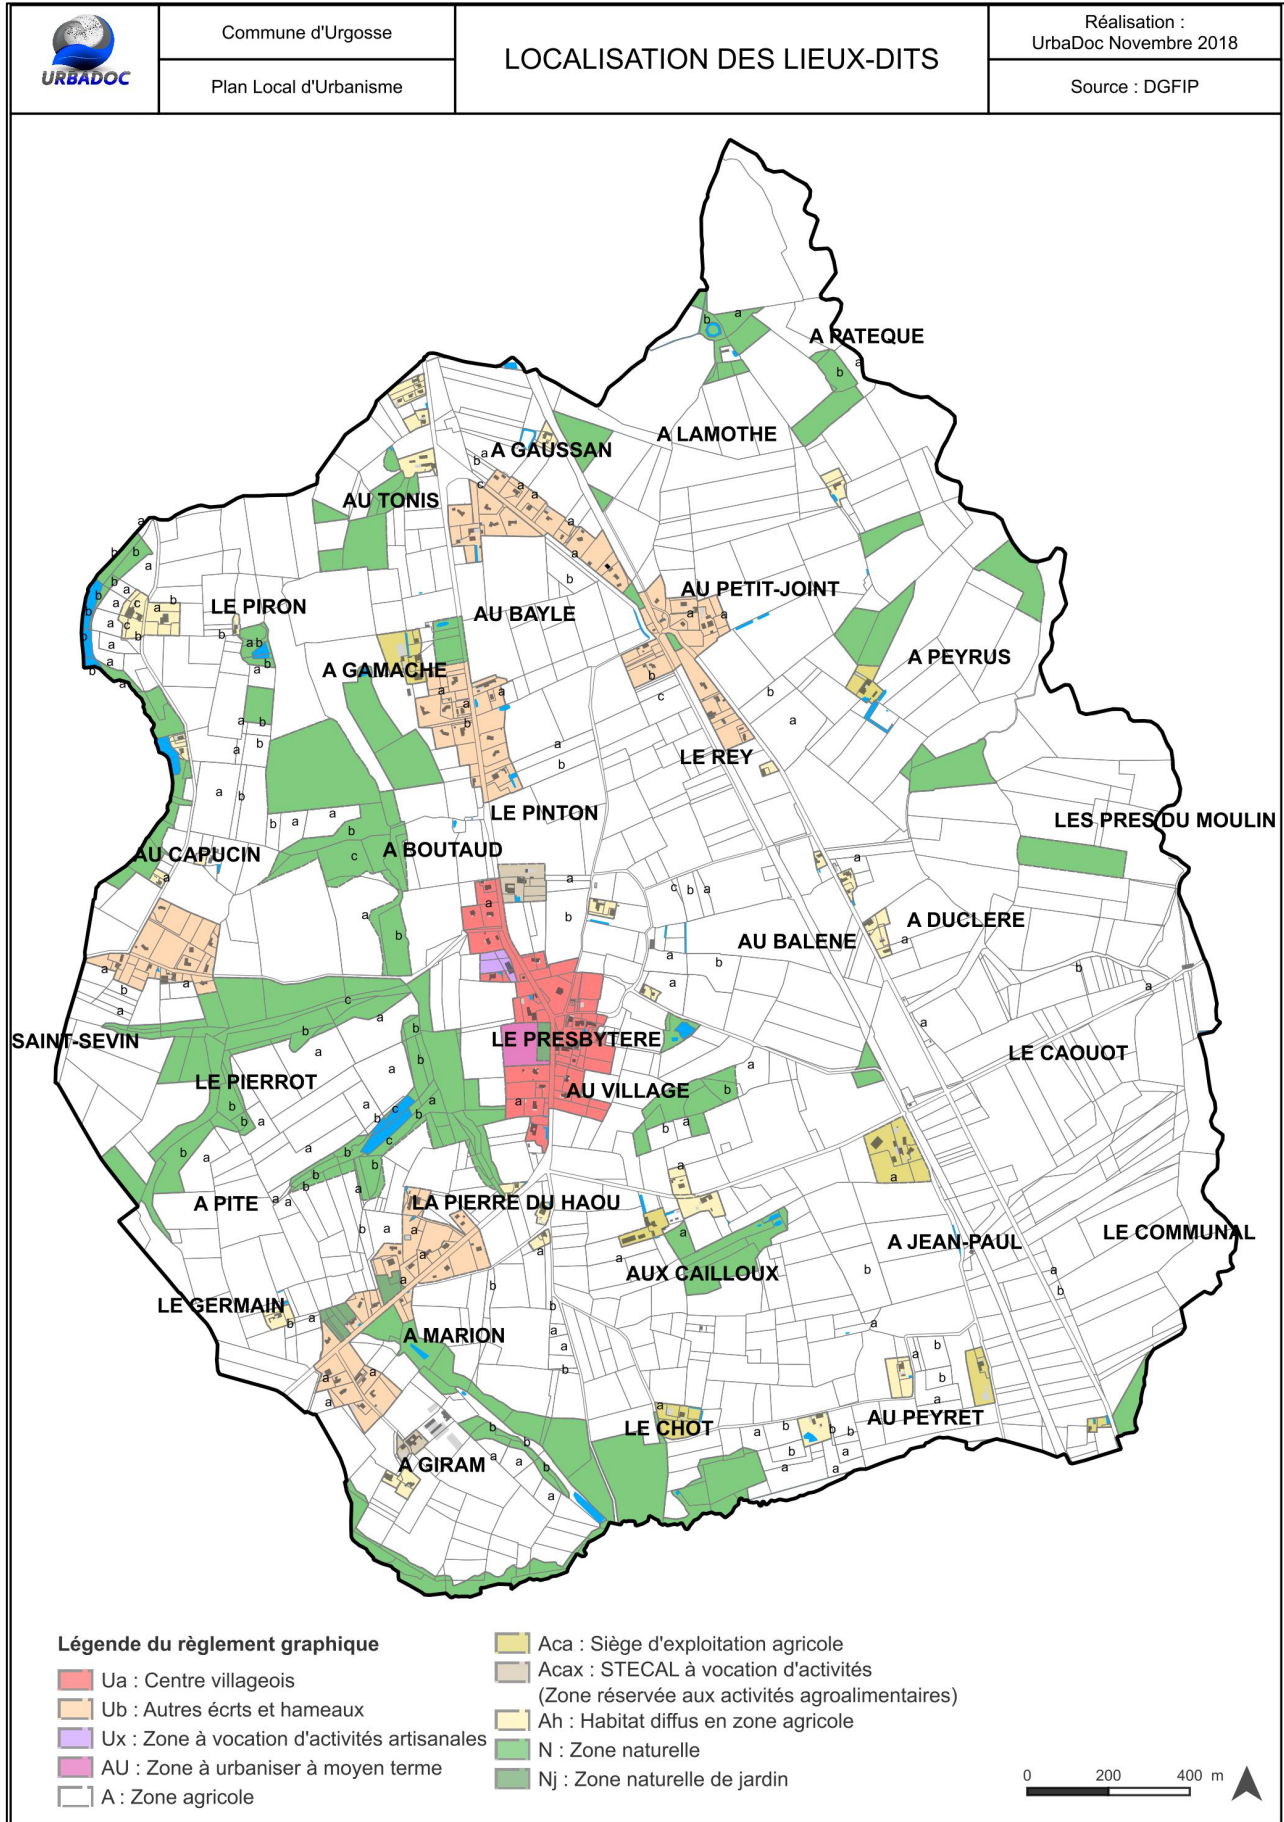 URBADOC
Commune d'Urgosse
Plan Local d'Urbanisme
LOCALISATION DES LIEUX-DITS
Réalisation :
UrbaDoc Novembre 2018
Source : DGFIP
A PATEQUE
A LAMOTHE
A GAUSSAN
AU TONIS
AU PETIT-JOINT
LE PIRON
AU BAYLE
A PEYRUS
A GAMACHE
LE REY
LE PINTON
LES PRES DU MOULIN
A BOUTAUD
AU CAPUCIN
A DUCLERE
AU BALENE
SAINT-SEVIN
LE PRESBYTERE
LE CAOUOT
LE PIERROT
AU VILLAGE
A PITE
LA PIERRE DU HAOU
A JEAN-PAUL
LE COMMUNAL
AUX CAILLOUX
LE GERMAIN
A MARION
AU PEYRET
LE CHOT
A GIRAM
Légende du règlement graphique
Ua : Centre villageois
Ub : Autres écrts et hameaux
Ux : Zone à vocation d'activités artisanales
AU : Zone à urbaniser à moyen terme
A : Zone agricole
Aca : Siège d'exploitation agricole
Acax : STECAL à vocation d'activités
(Zone réservée aux activités agroalimentaires)
Ah : Habitat diffus en zone agricole
N : Zone naturelle
Nj : Zone naturelle de jardin
0 200 400 m